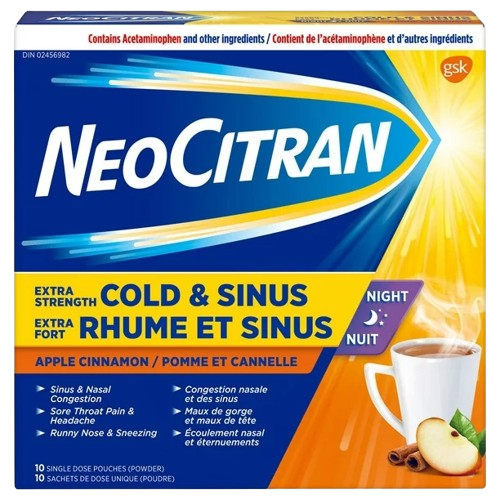 Contains Acetaminophen and other ingredients / Contient de l'acétaminophène et d'autres ingrédients
DIN 02456982
gsk
NEOCITRAN
EXTRA STRENGTH COLD & SINUS
EXTRA FORT RHUME ET SINUS
NIGHT
NUIT
APPLE CINNAMON / POMME ET CANNELLE
Sinus & Nasal
Congestion
Sore Throat Pain &
Headache
Runny Nose & Sneezing
Congestion nasale
et des sinus
Maux de gorge
et maux de tête
Écoulement nasal
et éternuements
10 SINGLE DOSE POUCHES (POWDER)
10 SACHETS DE DOSE UNIQUE (POUDRE)